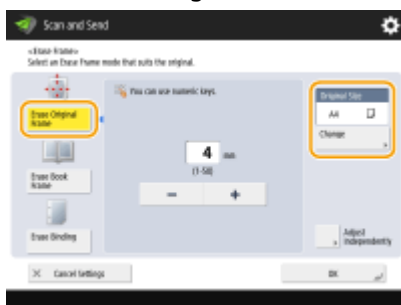 Scan and Send
<Erase Frame>
Select an Erase Frame mode that suits the original.
Erase Original
Frame
You can use numeric keys.
Original Size
A4
Change
4 mm
(1-50)
Erase Book
Frame
− +
Erase Binding
Adjust
Independently
Cancel Settings
OK